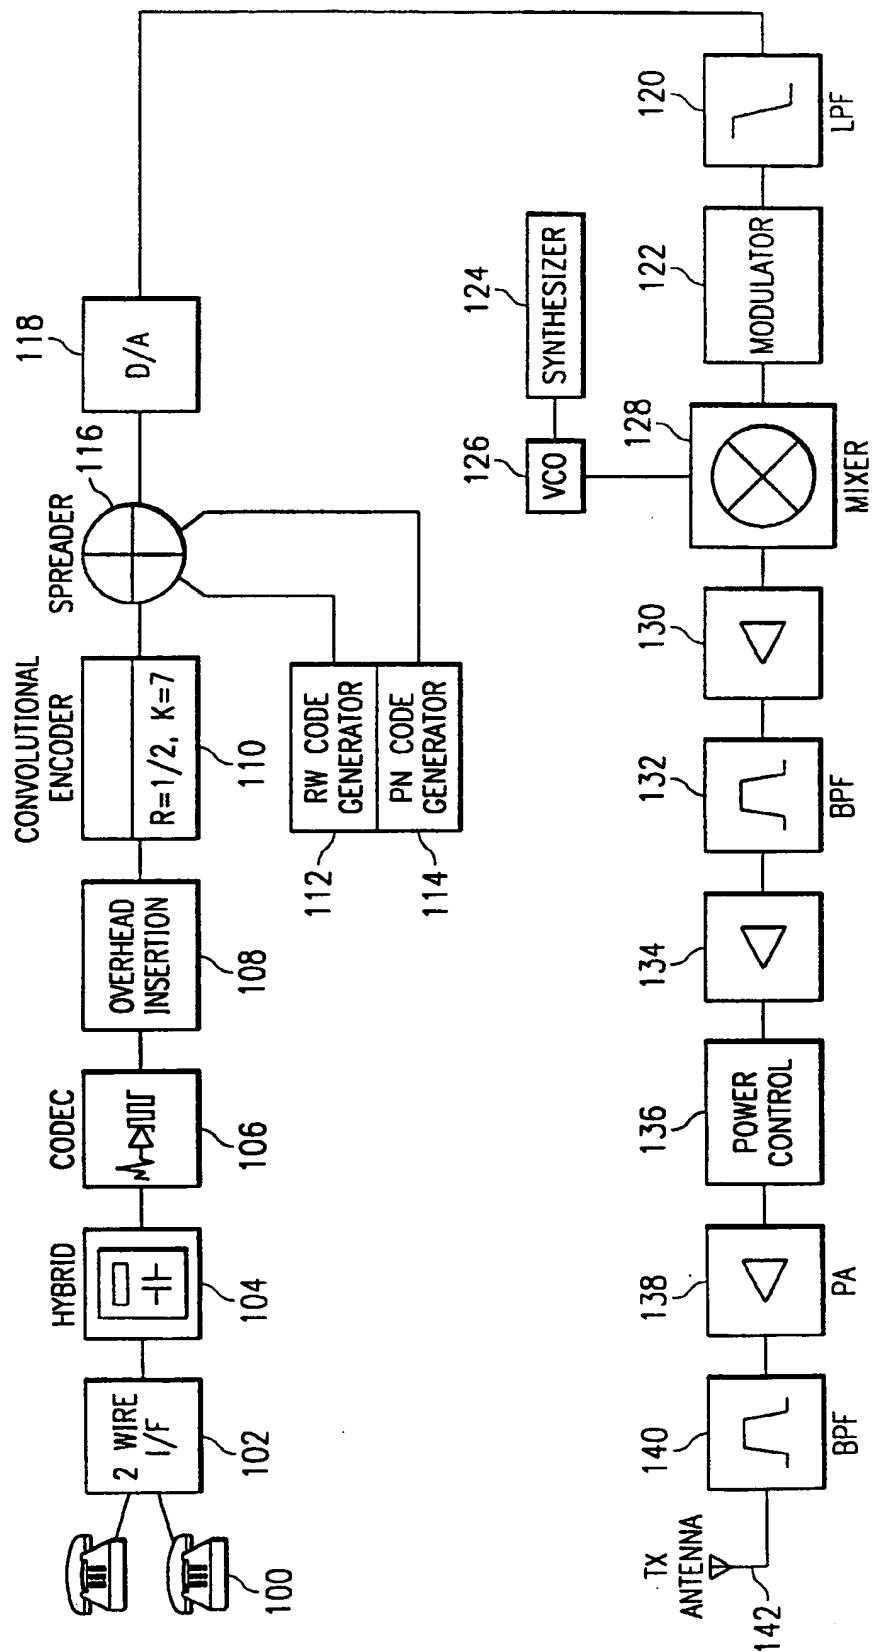 100
2 WIRE
I/F
102
HYBRID
104
CODEC
106
OVERHEAD
INSERTION
108
CONVOLUTIONAL
ENCODER
R=1/2, K=7
110
RW CODE
GENERATOR
112
PN CODE
GENERATOR
114
SPREADER
116
118
D/A
120
LPF
122
MODULATOR
124
SYNTHESIZER
126
VCO
128
MIXER
130
132
BPF
134
136
POWER
CONTROL
138
PA
140
BPF
TX
ANTENNA
142